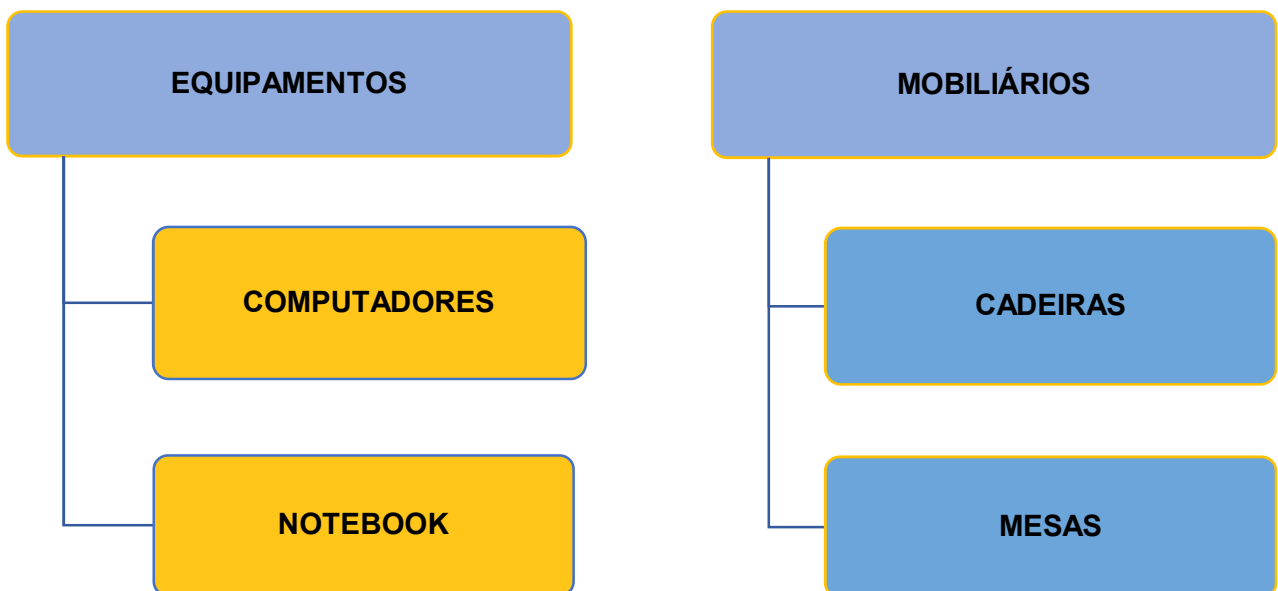 EQUIPAMENTOS
COMPUTADORES
NOTEBOOK
MOBILIÁRIOS
CADEIRAS
MESAS